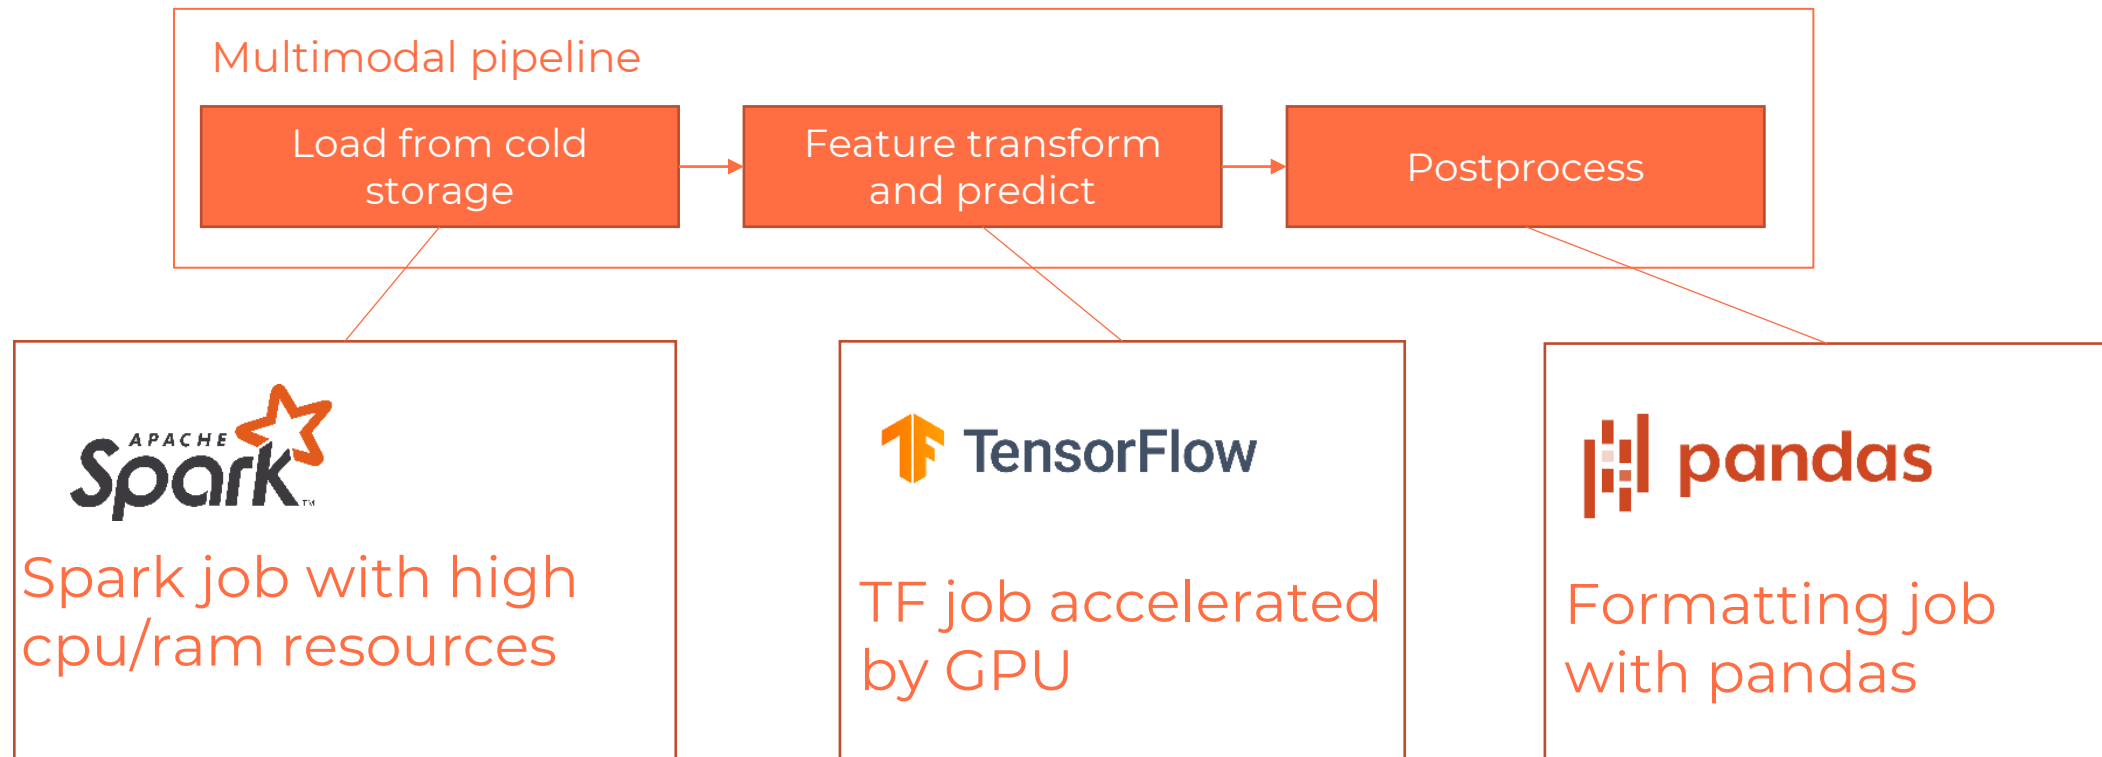 Multimodal pipeline
Load from cold
storage
Feature transform
and predict
Postprocess
APACHE
Spark
TM
Spark job with high
cpu/ram resources
TensorFlow
TF job accelerated
by GPU
pandas
Formatting job
with pandas